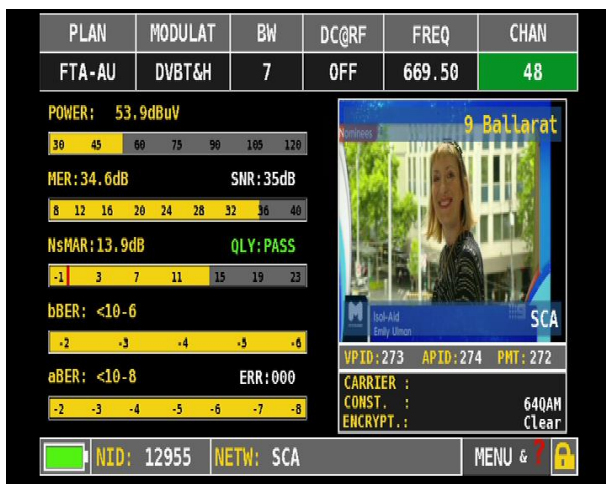 PLAN MODULAT BW DC@RF FREQ CHAN
FTA-AU DVBT&H 7 OFF 669.50 48
POWER: 53.9dBuV
30 45 60 75 90 105 120
MER:34.6dB SNR:35dB
8 12 16 20 24 28 32 36 40
NsMAR:13.9dB QLY:PASS
-1 3 7 11 15 19 23
bBER: <10-6
-2 -3 -4 -5 -6
aBER: <10-8 ERR:000
-2 -3 -4 -5 -6 -7 -8
Nominees
9 Ballarat
Isol-Aid
Emily Ulman
SCA
VPID:273 APID:274 PMT:272
CARRIER :
CONST. : 64QAM
ENCRYPT.: Clear
NID: 12955 NETW: SCA MENU & ?